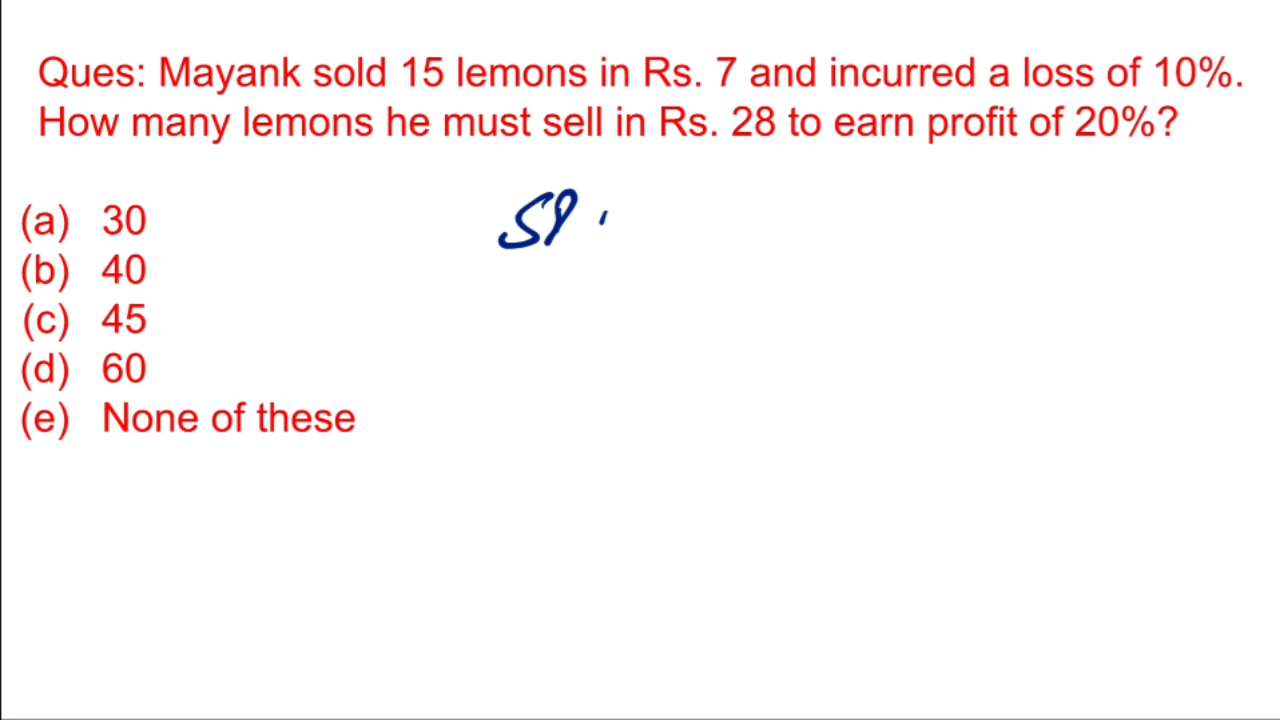 Ques: Mayank sold 15 lemons in Rs. 7 and incurred a loss of 10%.
How many lemons he must sell in Rs. 28 to earn profit of 20%?
(a) 30
SP
(b) 40
(c) 45
(d) 60
(e) None of these